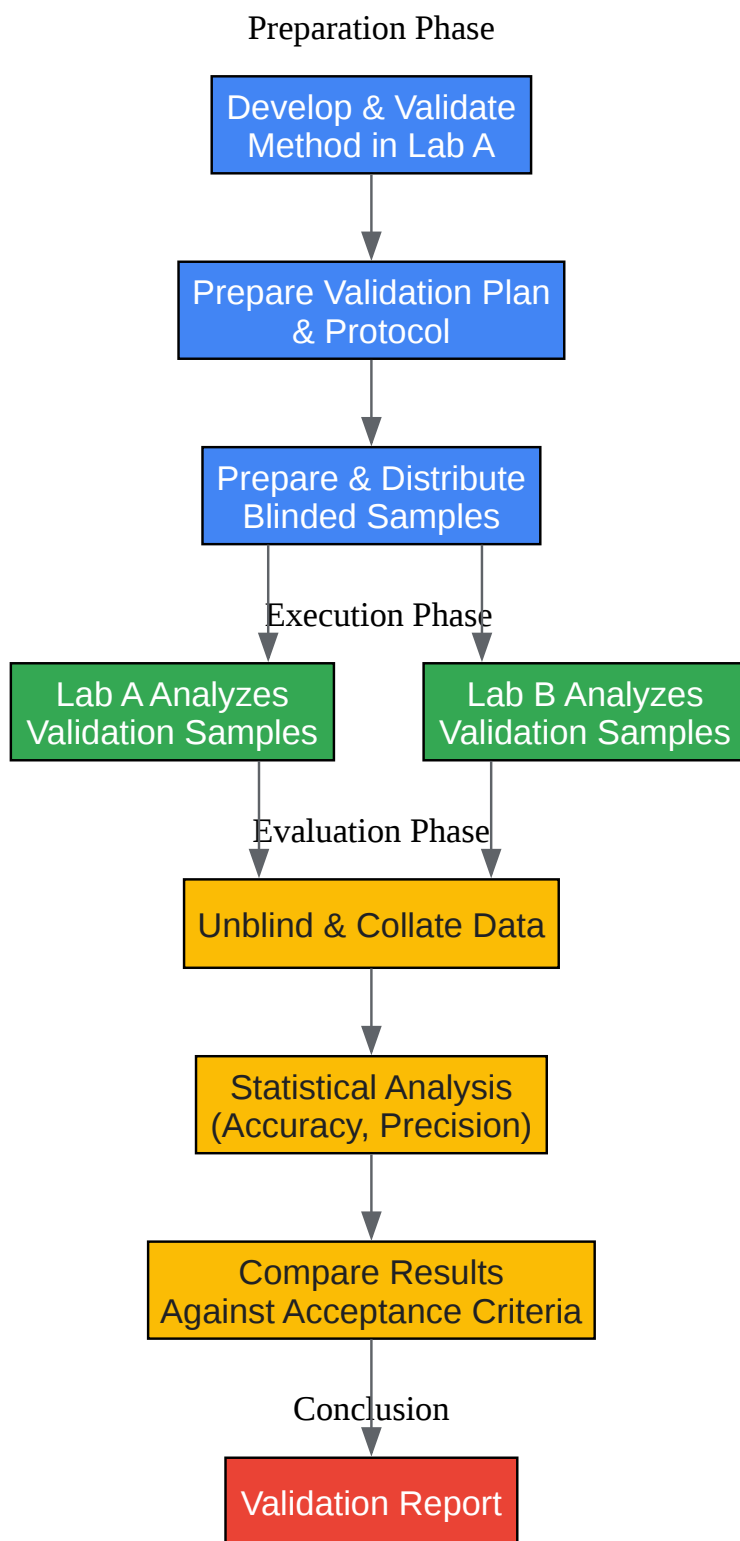 Preparation Phase
Develop & Validate
Method in Lab A
Prepare Validation Plan
& Protocol
Prepare & Distribute
Blinded Samples
Execution Phase
Lab A Analyzes
Validation Samples
Lab B Analyzes
Validation Samples
Evaluation Phase
Unblind & Collate Data
Statistical Analysis
(Accuracy, Precision)
Compare Results
Against Acceptance Criteria
Conclusion
Validation Report